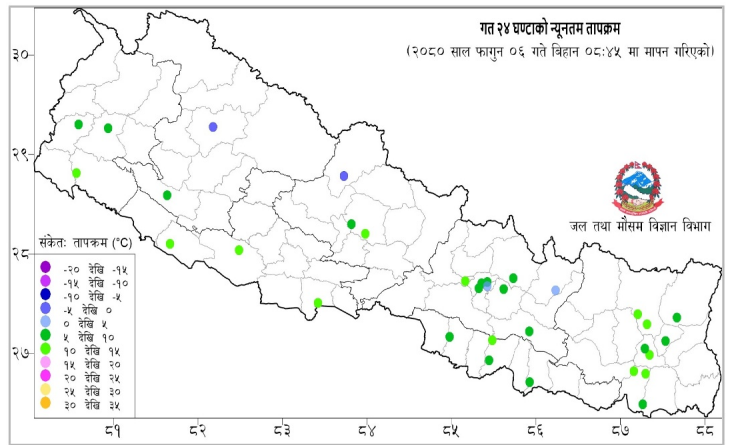 गत २४ घण्टाको न्यूनतम तापक्रम
(२०८० साल फागुन ०६ गते बिहान ०८:४५ मा मापन गरिएको)
३०
२९
२८
२७
जल तथा मौसम विज्ञान विभाग
संकेत: तापक्रम (°C)
-२० देखि -१५
-१५ देखि -१०
-१० देखि -५
-५ देखि ०
० देखि ५
५ देखि १०
१० देखि १५
१५ देखि २०
२० देखि २५
२५ देखि ३०
३० देखि ३५
८१ ८२ ८३ ८४ ८५ ८६ ८७ ८८